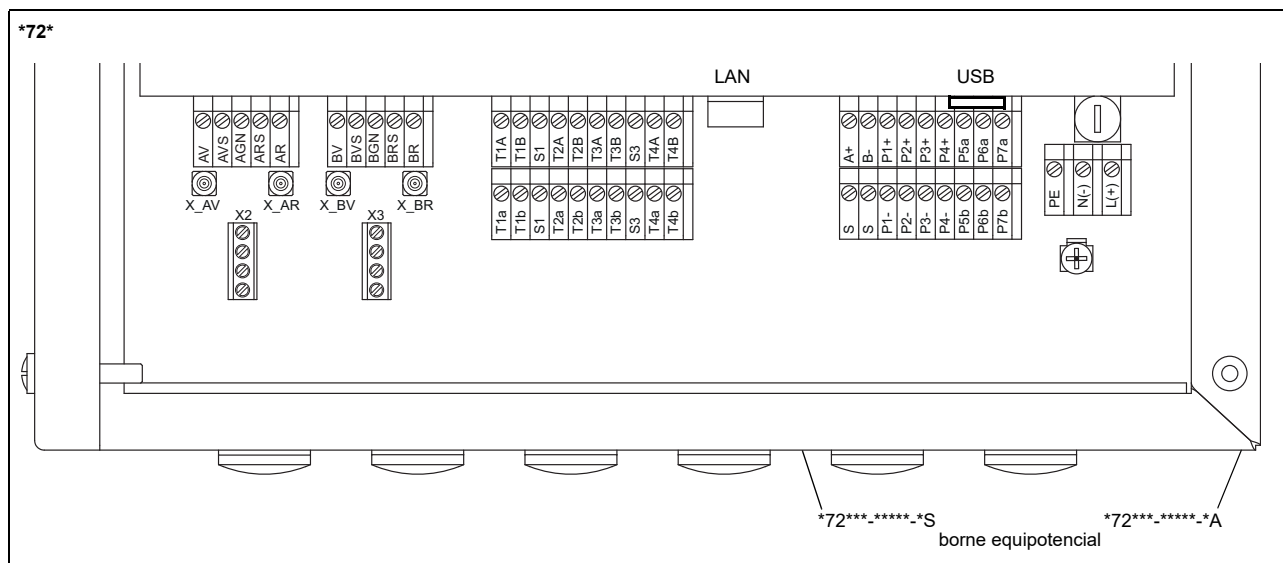 *72*
LAN USB
AV AVS AGN ARS AR BV BVS BGN BRS BR T1A T1B S1 T2A T2B T3A T3B S3 T4A T4B A+ B- P1+ P2+ P3+ P4+ P5a P6a P7a
PE N(-) L(+)
X_AV X_AR X_BV X_BR
T1a T1b S1 T2a T2b T3a T3b S3 T4a T4b S S P1- P2- P3- P4- P5b P6b P7b
X2 X3
*72***-*****-*S *72***-*****-*A
borne equipotencial